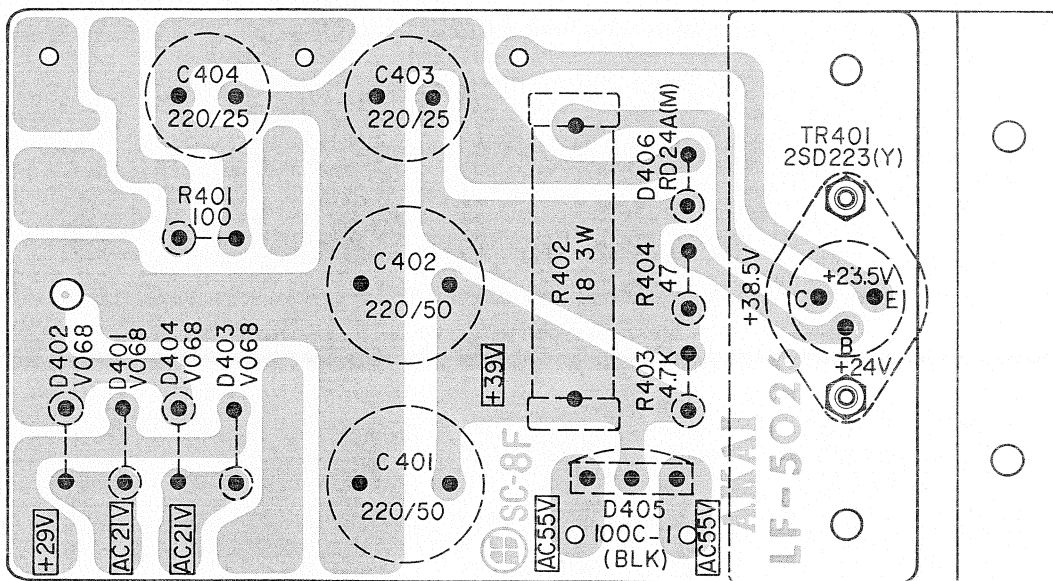 C404
220/25
C403
220/25
D406
RD24A(M)
TR401
2SD223(Y)
R401
100
C402
220/50
R402
18 3W
R404
47
+38.5V
+23.5V
C
E
B
+24V
D402
V068
D401
V068
D404
V068
D403
V068
+39V
R403
4.7K
C401
220/50
SC-8F
D405
100C-1
(BLK)
AKAI
LF-5026
+29V
AC21V
AC21V
AC55V
AC55V